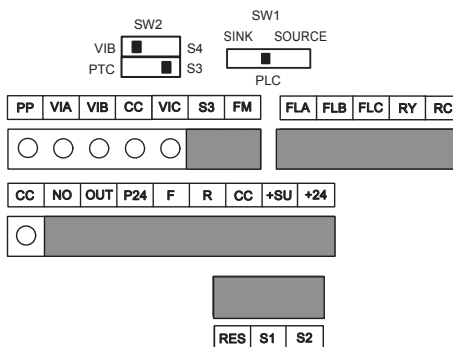 SW2 SW1
VIB S4 SINK SOURCE
PTC S3
PLC
PP VIA VIB CC VIC S3 FM FLA FLB FLC RY RC
CC NO OUT P24 F R CC +SU +24
RES S1 S2